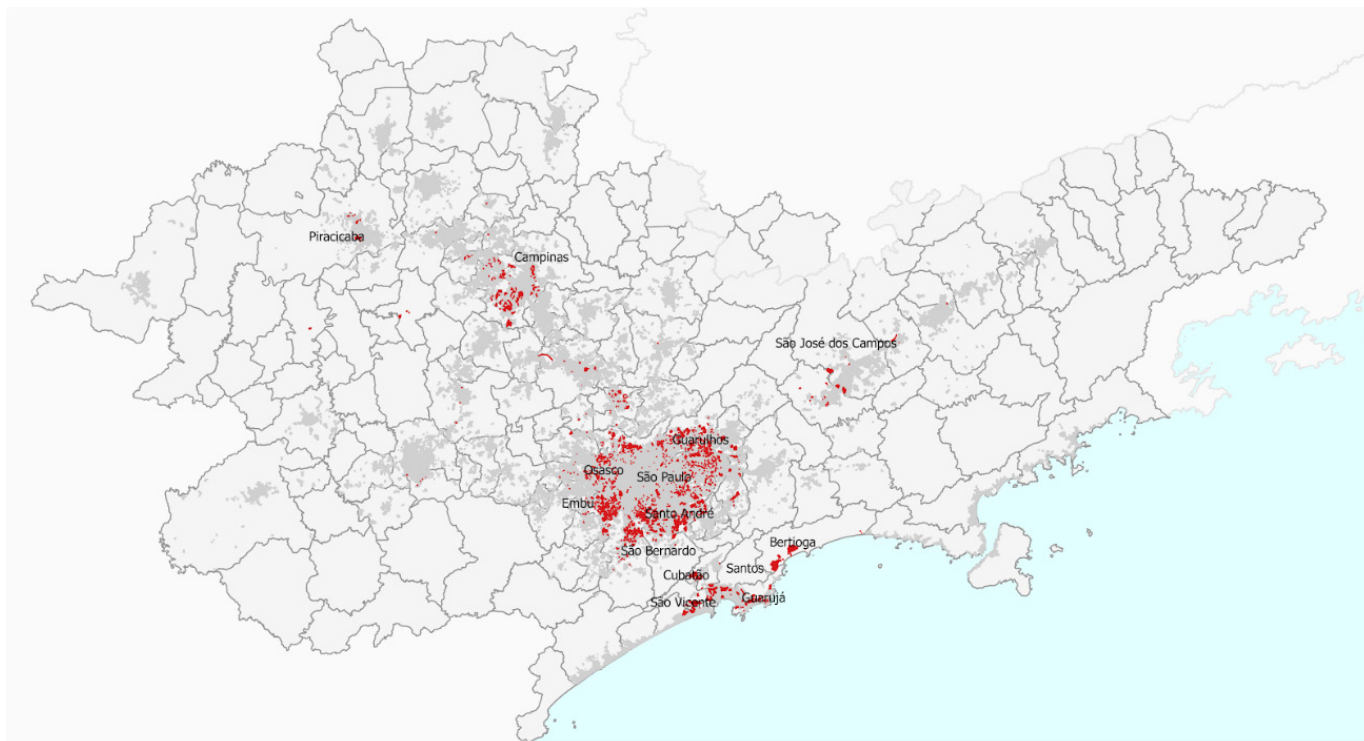 Piracicaba
Campinas
São José dos Campos
Guarulhos
Osasco
São Paulo
Embu
Santo André
Bertioga
São Bernardo
Santos
Cubatão
São Vicente
Guarujá